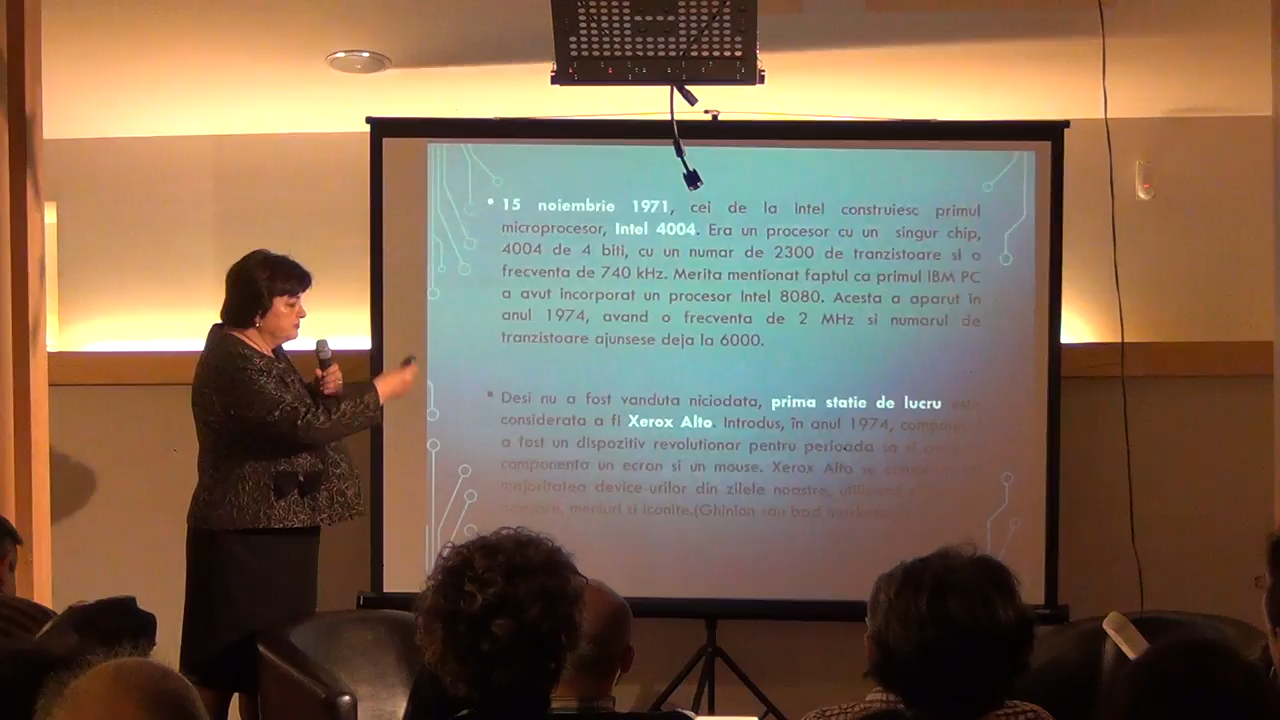 • 15 noiembrie 1971, cei de la Intel construiesc primul
microprocesor, Intel 4004. Era un procesor cu un singur chip,
4004 de 4 biti, cu un numar de 2300 de tranzistoare si o
frecventa de 740 kHz. Merita mentionat faptul ca primul IBM PC
a avut incorporat un procesor Intel 8080. Acesta a aparut în
anul 1974, avand o frecventa de 2 MHz si numarul de
tranzistoare ajunsese deja la 6000.
▪ Desi nu a fost vanduta niciodata, prima statie de lucru
considerata a fi Xerox Alto. Introdus, în anul 1974,
a fost un dispozitiv revolutionar pentru perioada sa si
componenta un ecran si un mouse. Xerox Alto se
majoritatea device-urilor din zilele noastre,
meniuri si iconite.(Ghinion sau bad